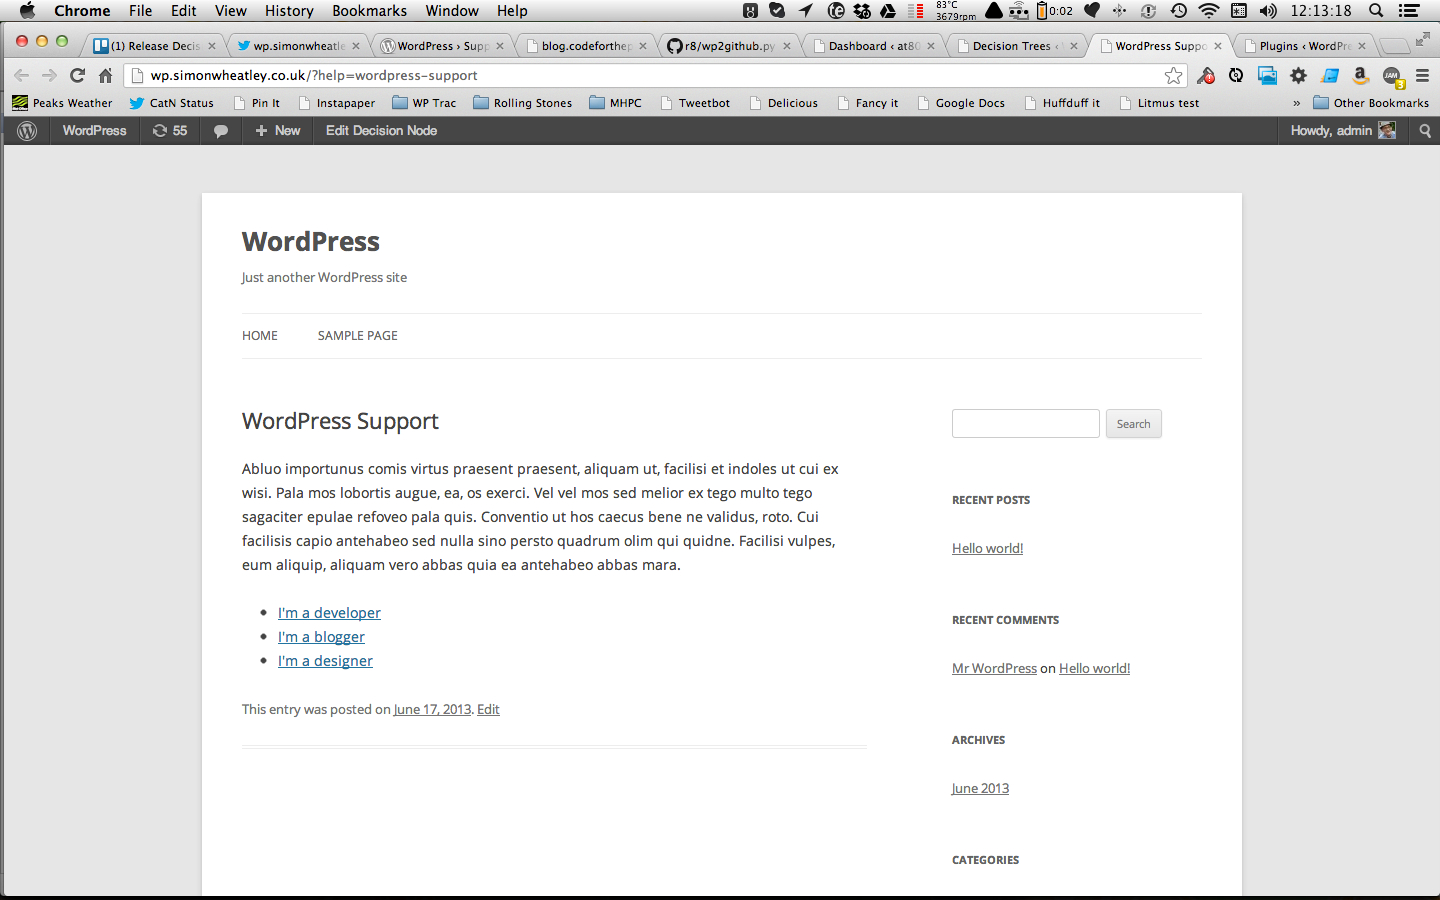 Chrome File Edit View History Bookmarks Window Help 83°C 3679rpm 0:02 12:13:18
(1) Release Decis wp.simonwheatle WordPress › Supp blog.codeforthep r8/wp2github.py Dashboard ‹ at80 Decision Trees ‹ WordPress Suppo Plugins ‹ WordPre
wp.simonwheatley.co.uk/?help=wordpress-support JAM 3
Peaks Weather CatN Status Pin It Instapaper WP Trac Rolling Stones MHPC Tweetbot Delicious Fancy it Google Docs Huffduff it Litmus test » Other Bookmarks
WordPress 55 New Edit Decision Node Howdy, admin
WordPress
Just another WordPress site
HOME SAMPLE PAGE
WordPress Support
Abluo importunus comis virtus praesent praesent, aliquam ut, facilisi et indoles ut cui ex
wisi. Pala mos lobortis augue, ea, os exerci. Vel vel mos sed melior ex tego multo tego
sagaciter epulae refoveo pala quis. Conventio ut hos caecus bene ne validus, roto. Cui
facilisis capio antehabeo sed nulla sino persto quadrum olim qui quidne. Facilisi vulpes,
eum aliquip, aliquam vero abbas quia ea antehabeo abbas mara.
I'm a developer
I'm a blogger
I'm a designer
This entry was posted on June 17, 2013. Edit
Search
RECENT POSTS
Hello world!
RECENT COMMENTS
Mr WordPress on Hello world!
ARCHIVES
June 2013
CATEGORIES